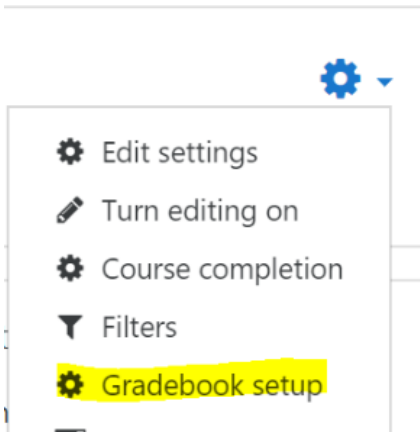 Edit settings
Turn editing on
Course completion
Filters
Gradebook setup